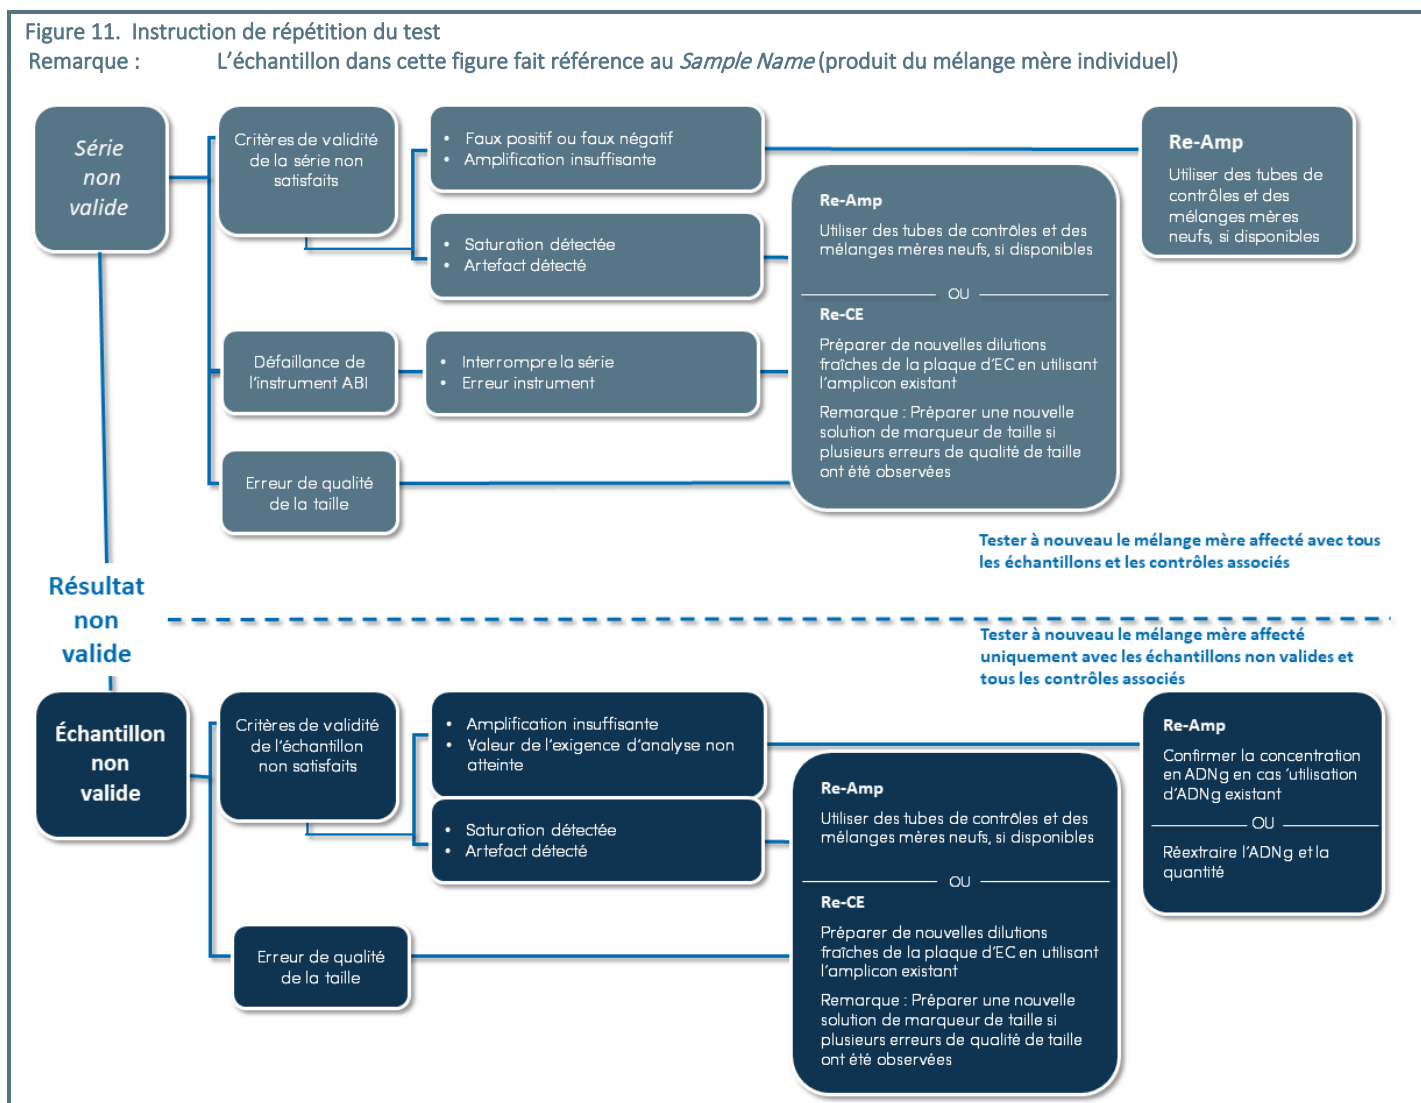 Figure 11. Instruction de répétition du test
Remarque : L'échantillon dans cette figure fait référence au Sample Name (produit du mélange mère individuel)
Série
non
valide
Critères de validité
de la série non
satisfaits
• Faux positif ou faux négatif
• Amplification insuffisante
Re-Amp
Utiliser des tubes de
contrôles et des
mélanges mères
neufs, si disponibles
• Saturation détectée
• Artefact détecté
Re-Amp
Utiliser des tubes de contrôles et des
mélanges mères neufs, si disponibles
OU
Re-CE
Préparer de nouvelles dilutions
fraîches de la plaque d'EC en utilisant
l'amplicon existant
Remarque : Préparer une nouvelle
solution de marqueur de taille si
plusieurs erreurs de qualité de taille
ont été observées
Défaillance de
l'instrument ABI
• Interrompre la série
• Erreur instrument
Erreur de qualité
de la taille
Tester à nouveau le mélange mère affecté avec tous
les échantillons et les contrôles associés
Résultat
non
valide
Tester à nouveau le mélange mère affecté
uniquement avec les échantillons non valides et
tous les contrôles associés
Échantillon
non
valide
Critères de validité
de l'échantillon
non satisfaits
• Amplification insuffisante
• Valeur de l'exigence d'analyse non
atteinte
Re-Amp
Confirmer la concentration
en ADNg en cas 'utilisation
d'ADNg existant
OU
Réextraire l'ADNg et la
quantité
• Saturation détectée
• Artefact détecté
Re-Amp
Utiliser des tubes de contrôles et des
mélanges mères neufs, si disponibles
OU
Re-CE
Préparer de nouvelles dilutions
fraîches de la plaque d'EC en utilisant
l'amplicon existant
Remarque : Préparer une nouvelle
solution de marqueur de taille si
plusieurs erreurs de qualité de taille
ont été observées
Erreur de qualité
de la taille